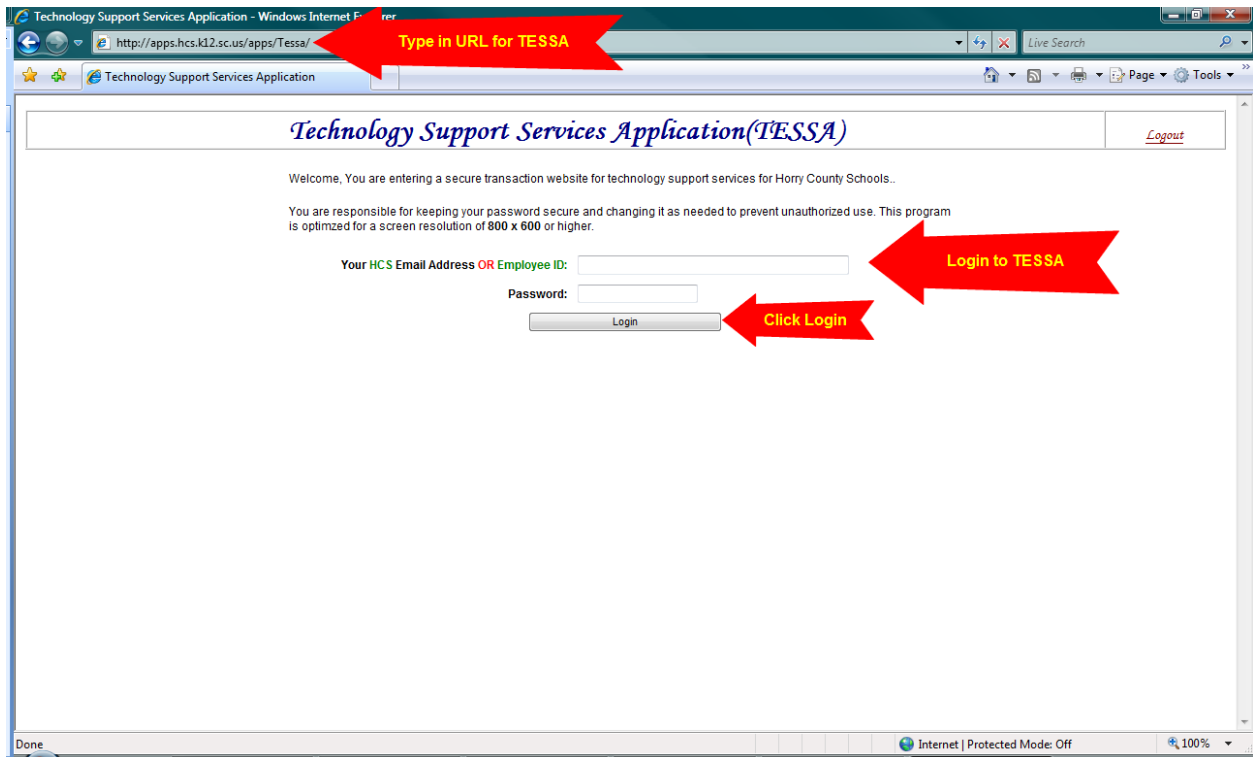 Technology Support Services Application - Windows Internet Explorer
http://apps.hcs.k12.sc.us/apps/Tessa/
Type in URL for TESSA
Live Search
Technology Support Services Application
Page
Tools
Technology Support Services Application(TESSA)
Logout
Welcome, You are entering a secure transaction website for technology support services for Horry County Schools..
You are responsible for keeping your password secure and changing it as needed to prevent unauthorized use. This program
is optimzed for a screen resolution of 800 x 600 or higher.
Your HCS Email Address OR Employee ID:
Login to TESSA
Password:
Login
Click Login
Done
Internet | Protected Mode: Off
100%